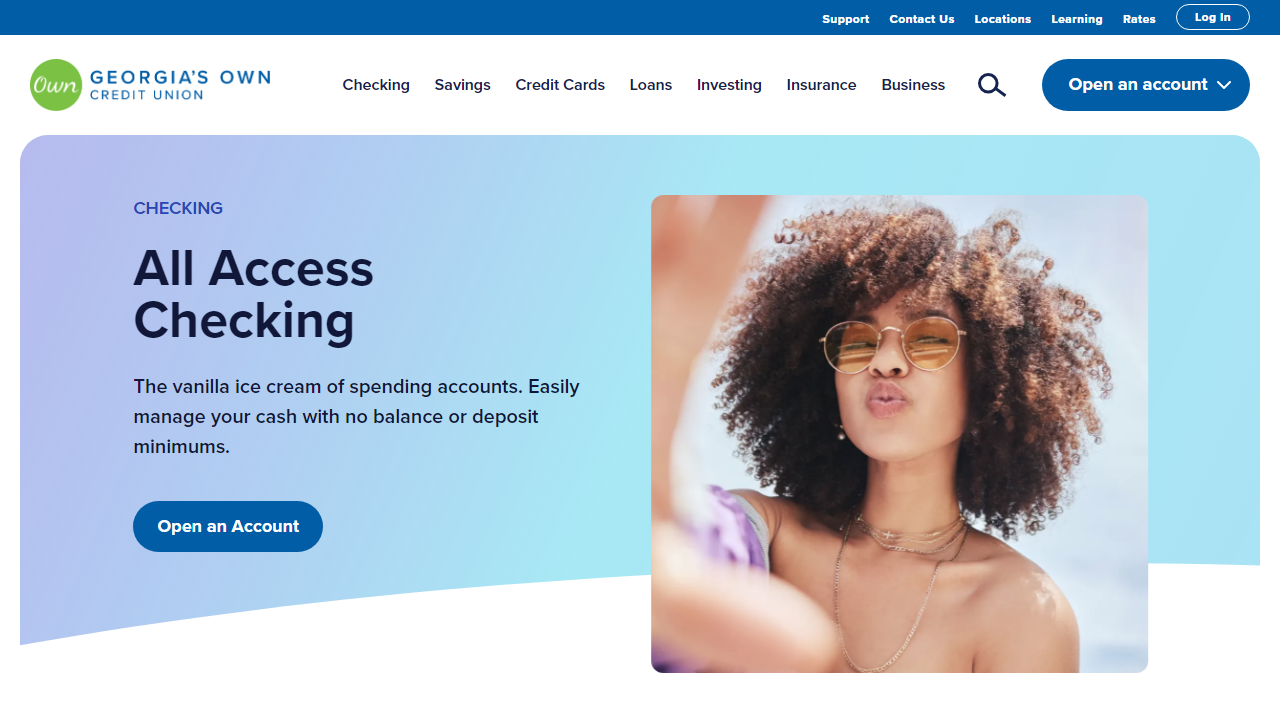 Support Contact Us Locations Learning Rates Log In
Own GEORGIA'S OWN
CREDIT UNION
Checking Savings Credit Cards Loans Investing Insurance Business Open an account
CHECKING
All Access
Checking
The vanilla ice cream of spending accounts. Easily
manage your cash with no balance or deposit
minimums.
Open an Account